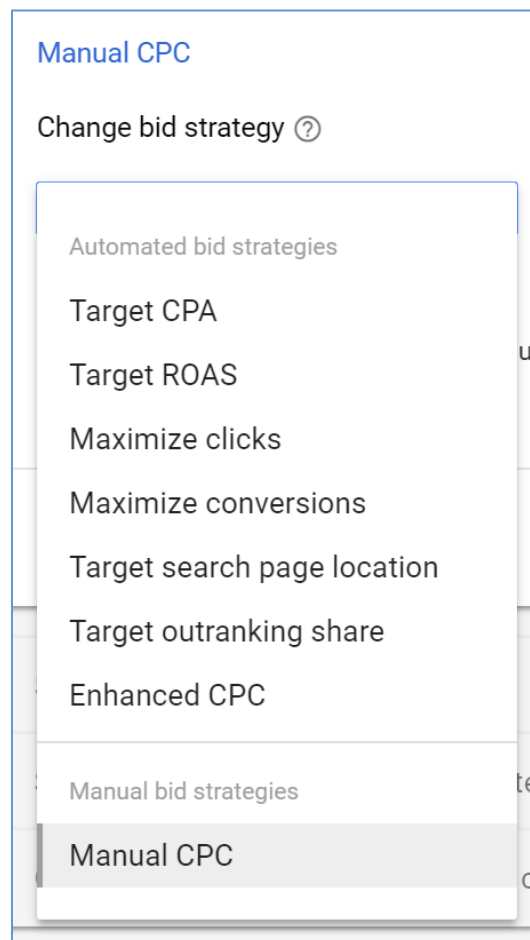 Manual CPC
Change bid strategy ?
Automated bid strategies
Target CPA
Target ROAS
Maximize clicks
Maximize conversions
Target search page location
Target outranking share
Enhanced CPC
Manual bid strategies
Manual CPC